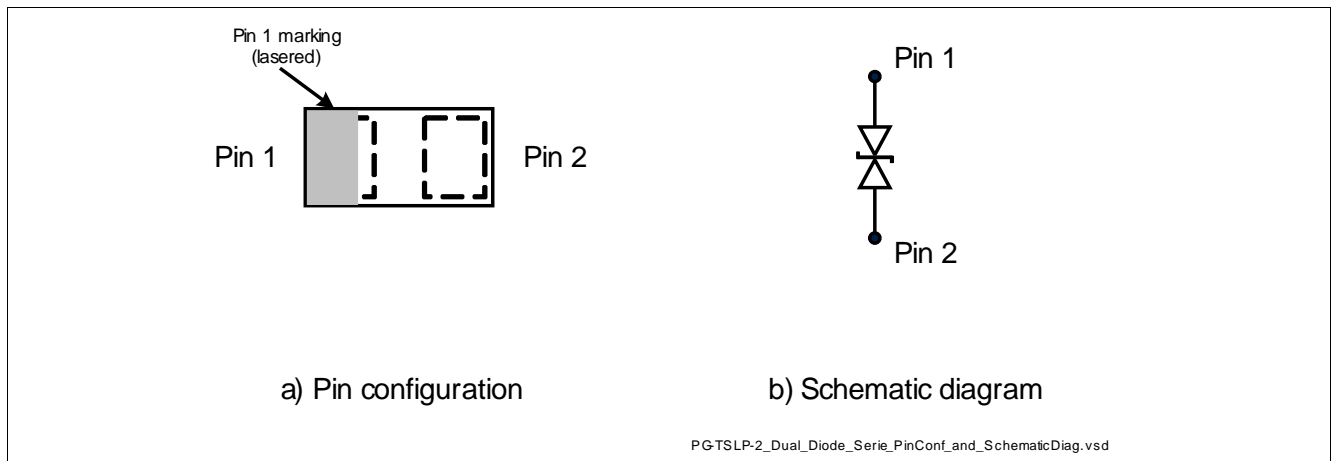 Pin 1 marking
(lasered)
Pin 1
Pin 2
Pin 1
Pin 2
a) Pin configuration
b) Schematic diagram
PG-TSLP-2_Dual_Diode_Serie_PinConf_and_SchematicDiag.vsd